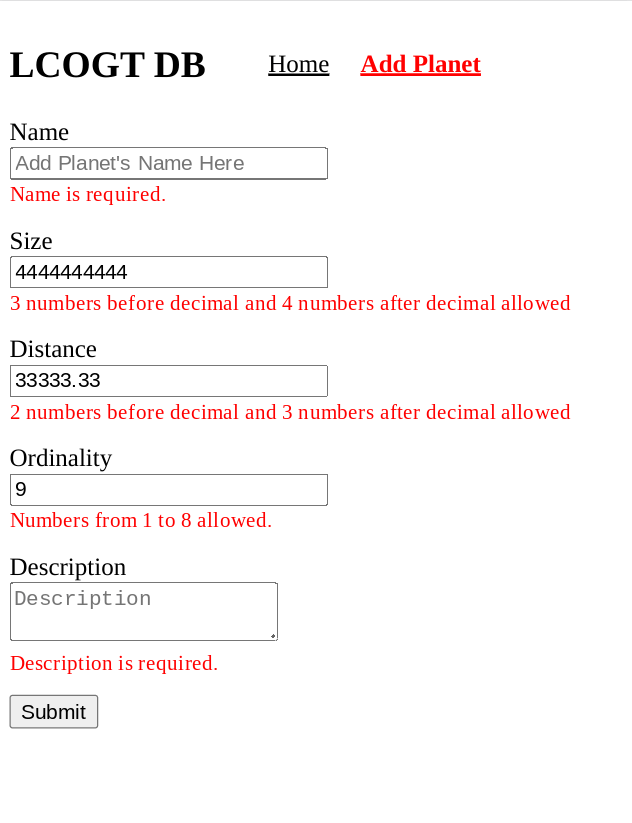 LCOGT DB Home Add Planet
Name
Add Planet's Name Here
Name is required.
Size
4444444444
3 numbers before decimal and 4 numbers after decimal allowed
Distance
33333.33
2 numbers before decimal and 3 numbers after decimal allowed
Ordinality
9
Numbers from 1 to 8 allowed.
Description
Description
Description is required.
Submit